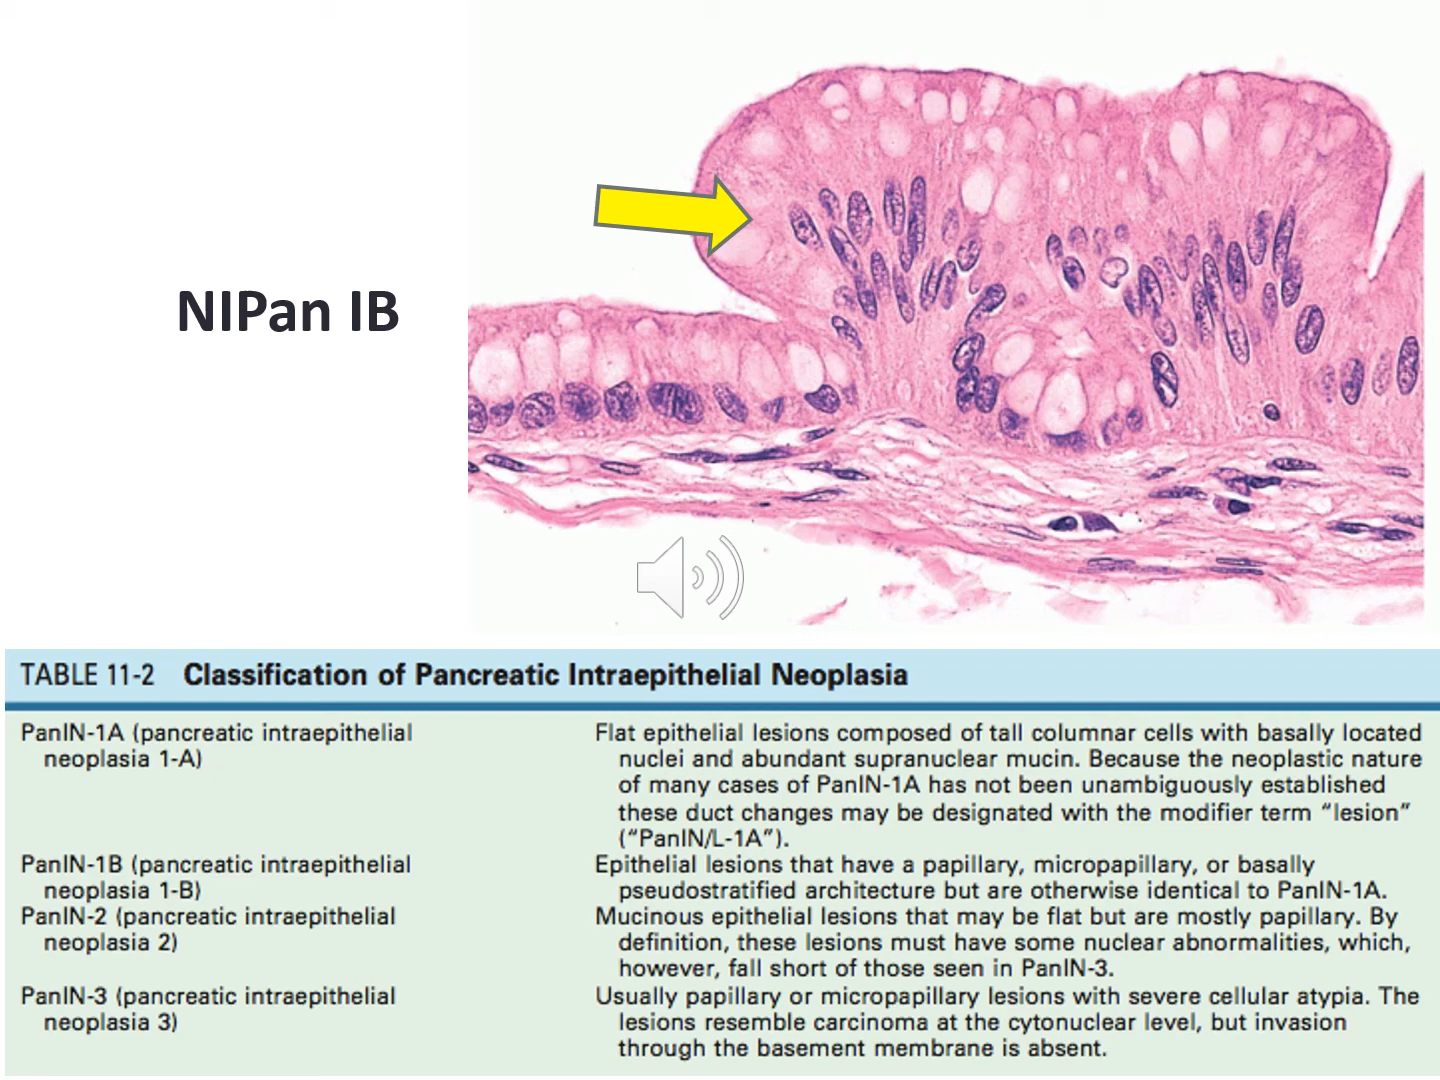 NIPan IB
TABLE 11-2 Classification of Pancreatic Intraepithelial Neoplasia
PanIN-1A (pancreatic intraepithelial
neoplasia 1-A)
Flat epithelial lesions composed of tall columnar cells with basally located
nuclei and abundant supranuclear mucin. Because the neoplastic nature
of many cases of PanIN-1A has not been unambiguously established
these duct changes may be designated with the modifier term “lesion”
(“PanIN/L-1A”).
PanIN-1B (pancreatic intraepithelial
neoplasia 1-B)
Epithelial lesions that have a papillary, micropapillary, or basally
pseudostratified architecture but are otherwise identical to PanIN-1A.
PanIN-2 (pancreatic intraepithelial
neoplasia 2)
Mucinous epithelial lesions that may be flat but are mostly papillary. By
definition, these lesions must have some nuclear abnormalities, which,
however, fall short of those seen in PanIN-3.
PanIN-3 (pancreatic intraepithelial
neoplasia 3)
Usually papillary or micropapillary lesions with severe cellular atypia. The
lesions resemble carcinoma at the cytonuclear level, but invasion
through the basement membrane is absent.